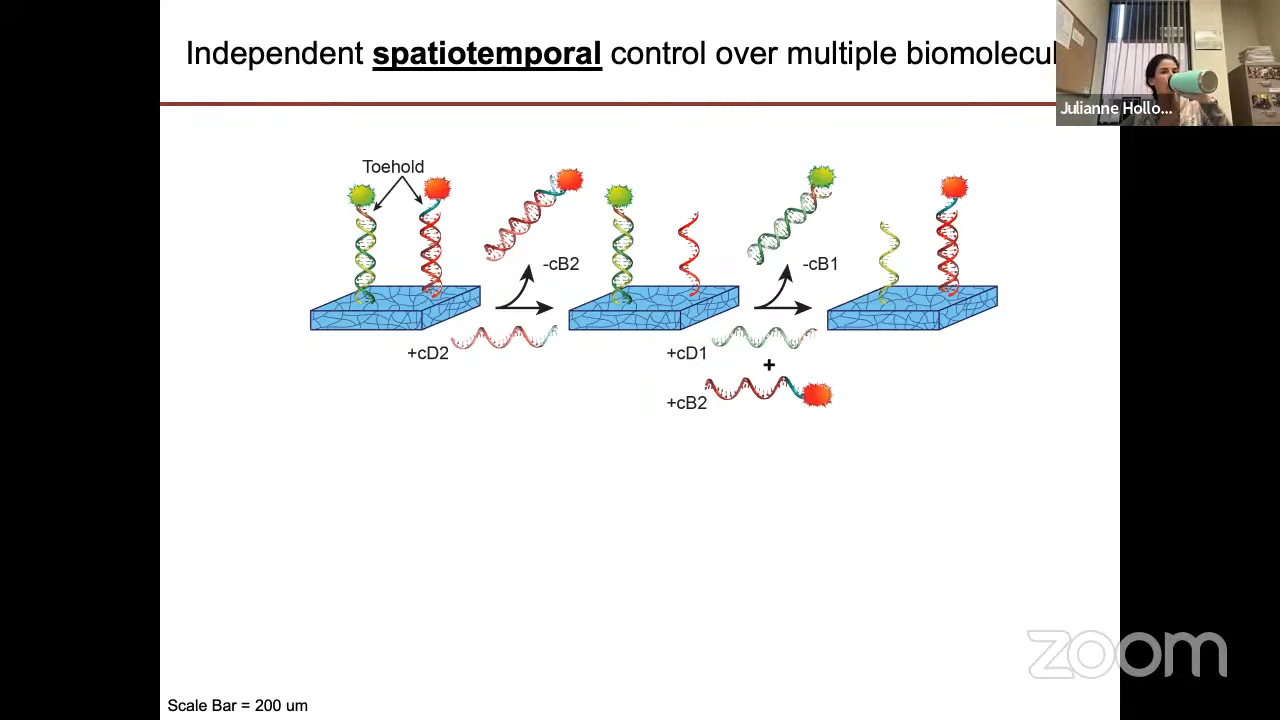 Independent spatiotemporal control over multiple biomolecul
Julianne Hollo...
Toehold
-cB2
-cB1
+cD2
+cD1
+
+cB2
zoom
Scale Bar = 200 um